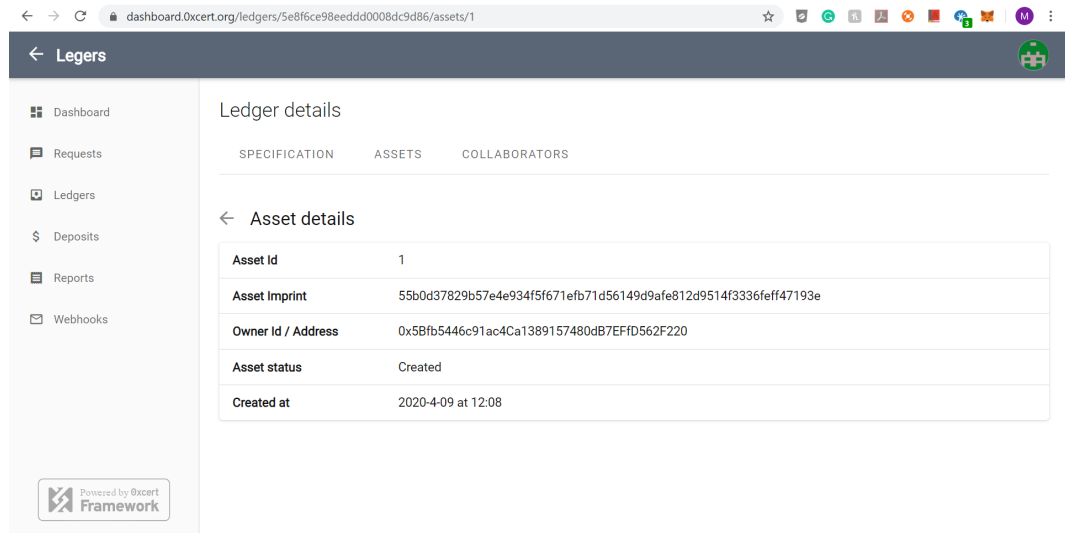 dashboard.0xcert.org/ledgers/5e8f6ce98eeddd0008dc9d86/assets/1
3
M
Legers
Dashboard
Requests
Ledgers
Deposits
Reports
Webhooks
Powered by 0xcert
Framework
Ledger details
SPECIFICATION ASSETS COLLABORATORS
Asset details
Asset Id 1
Asset Imprint 55b0d37829b57e4e934f5f671efb71d56149d9afe812d9514f3336feff47193e
Owner Id / Address 0x5Bfb5446c91ac4Ca1389157480dB7EFfD562F220
Asset status Created
Created at 2020-4-09 at 12:08